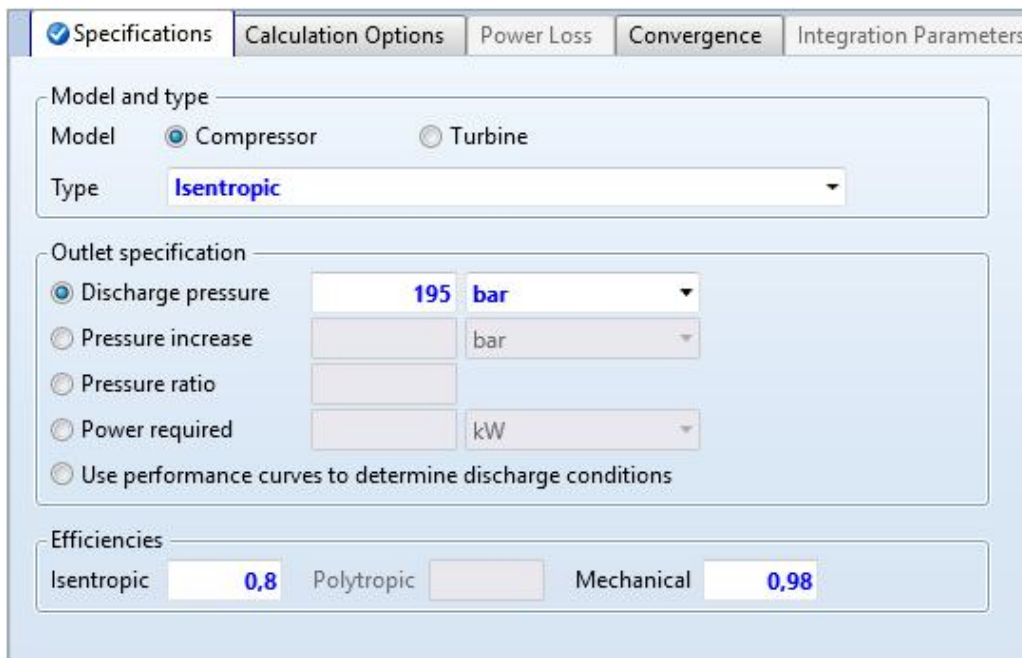 Specifications Calculation Options Power Loss Convergence Integration Parameters
Model and type
Model Compressor Turbine
Type Isentropic
Outlet specification
Discharge pressure 195 bar
Pressure increase bar
Pressure ratio
Power required kW
Use performance curves to determine discharge conditions
Efficiencies
Isentropic 0,8 Polytropic Mechanical 0,98